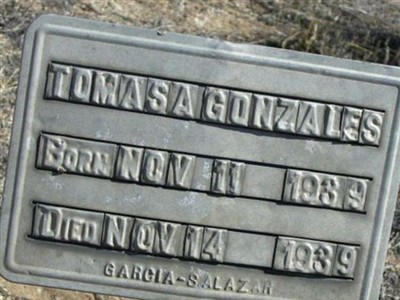 TOMASA GONZALES
BORN NOV 11 1939
DIED NOV 14 1939
GARCIA-SALAZAR